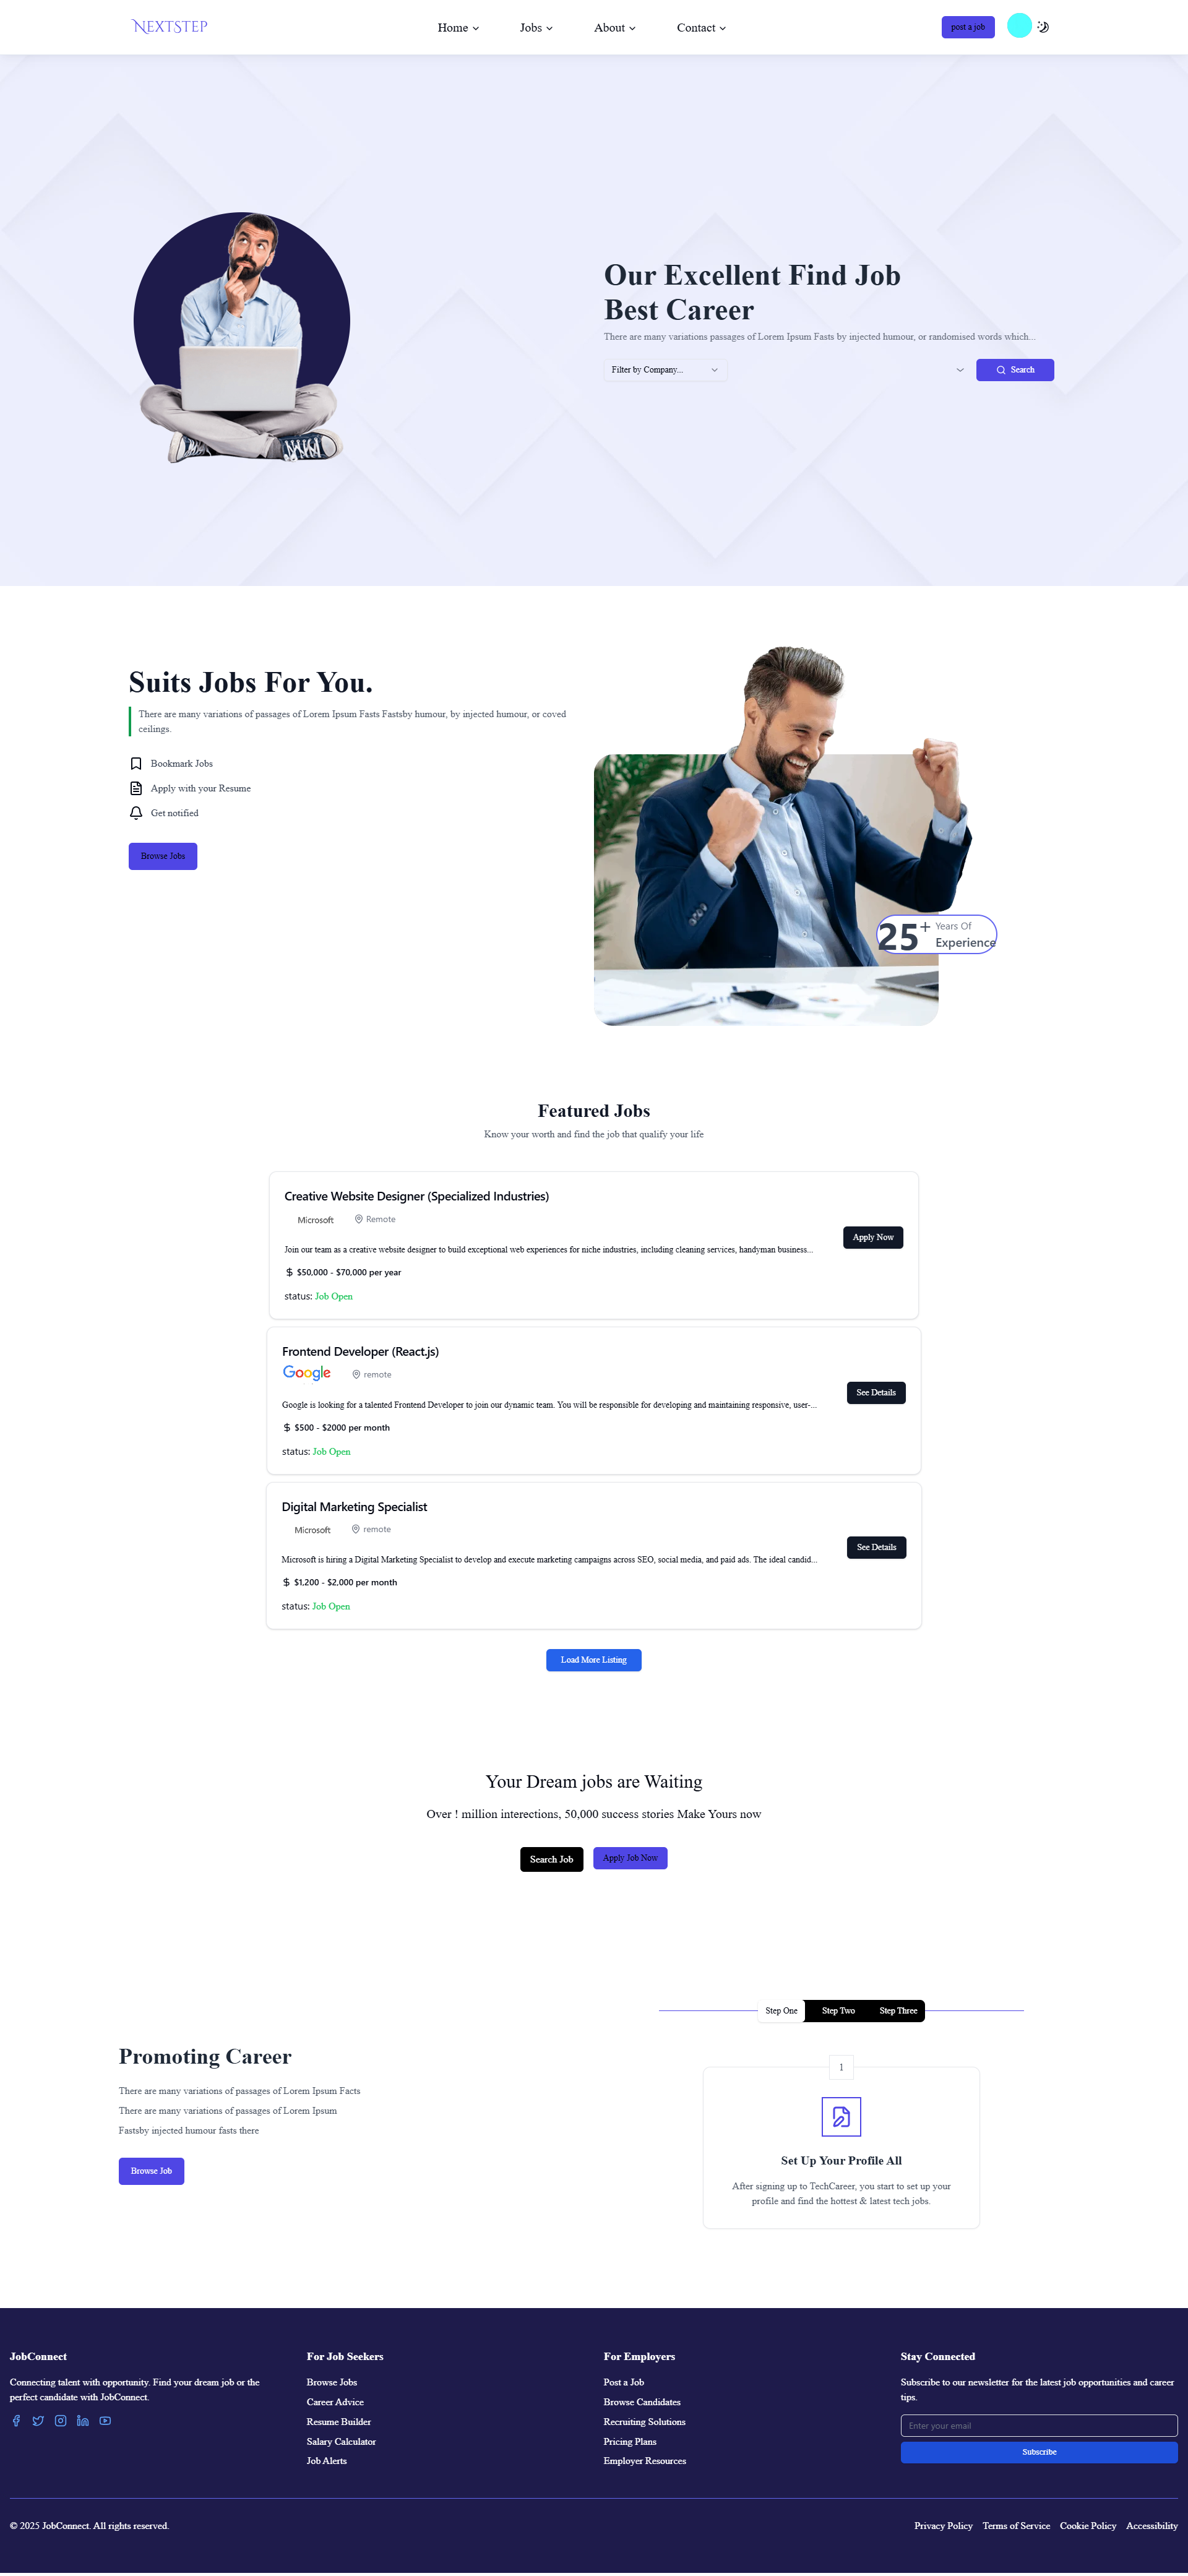 NEXTSTEP
Home
Jobs
About
Contact
post a job
Our Excellent Find Job
Best Career
There are many variations passages of Lorem Ipsum Fasts by injected humour, or randomised words which...
Filter by Company...
Search
Suits Jobs For You.
There are many variations of passages of Lorem Ipsum Fasts Fastsby humour, by injected humour, or coved
ceilings.
Bookmark Jobs
Apply with your Resume
Get notified
Browse Jobs
25+ Years Of
Experience
Featured Jobs
Know your worth and find the job that qualify your life
Creative Website Designer (Specialized Industries)
Microsoft
Remote
Apply Now
Join our team as a creative website designer to build exceptional web experiences for niche industries, including cleaning services, handyman business...
$50,000 - $70,000 per year
status: Job Open
Frontend Developer (React.js)
Google
remote
See Details
Google is looking for a talented Frontend Developer to join our dynamic team. You will be responsible for developing and maintaining responsive, user-...
$500 - $2000 per month
status: Job Open
Digital Marketing Specialist
Microsoft
remote
See Details
Microsoft is hiring a Digital Marketing Specialist to develop and execute marketing campaigns across SEO, social media, and paid ads. The ideal candid...
$1,200 - $2,000 per month
status: Job Open
Load More Listing
Your Dream jobs are Waiting
Over ! million interections, 50,000 success stories Make Yours now
Search Job
Apply Job Now
Step One
Step Two
Step Three
Promoting Career
There are many variations of passages of Lorem Ipsum Facts
There are many variations of passages of Lorem Ipsum
Fastsby injected humour fasts there
Browse Job
1
Set Up Your Profile All
After signing up to TechCareer, you start to set up your
profile and find the hottest & latest tech jobs.
JobConnect
Connecting talent with opportunity. Find your dream job or the
perfect candidate with JobConnect.
For Job Seekers
Browse Jobs
Career Advice
Resume Builder
Salary Calculator
Job Alerts
For Employers
Post a Job
Browse Candidates
Recruiting Solutions
Pricing Plans
Employer Resources
Stay Connected
Subscribe to our newsletter for the latest job opportunities and career
tips.
Enter your email
Subscribe
© 2025 JobConnect. All rights reserved.
Privacy Policy
Terms of Service
Cookie Policy
Accessibility